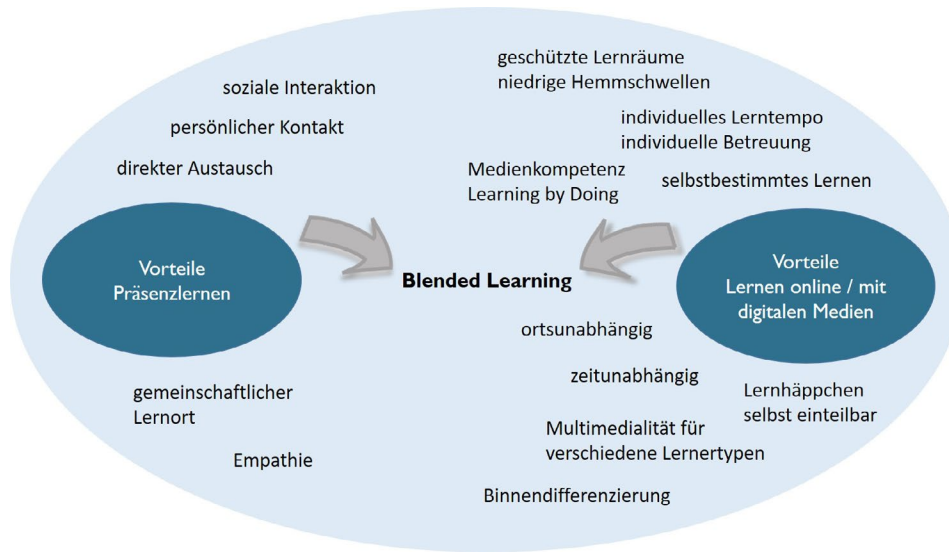 geschützte Lernräume
niedrige Hemmschwellen
soziale Interaktion
persönlicher Kontakt
individuelles Lerntempo
individuelle Betreuung
direkter Austausch
Medienkompetenz
Learning by Doing
selbstbestimmtes Lernen
Vorteile
Präsenzlernen
Blended Learning
Vorteile
Lernen online / mit
digitalen Medien
ortsunabhängig
zeitunabhängig
gemeinschaftlicher
Lernort
Lernhäppchen
selbst einteilbar
Multimedialität für
verschiedene Lernertypen
Empathie
Binnendifferenzierung